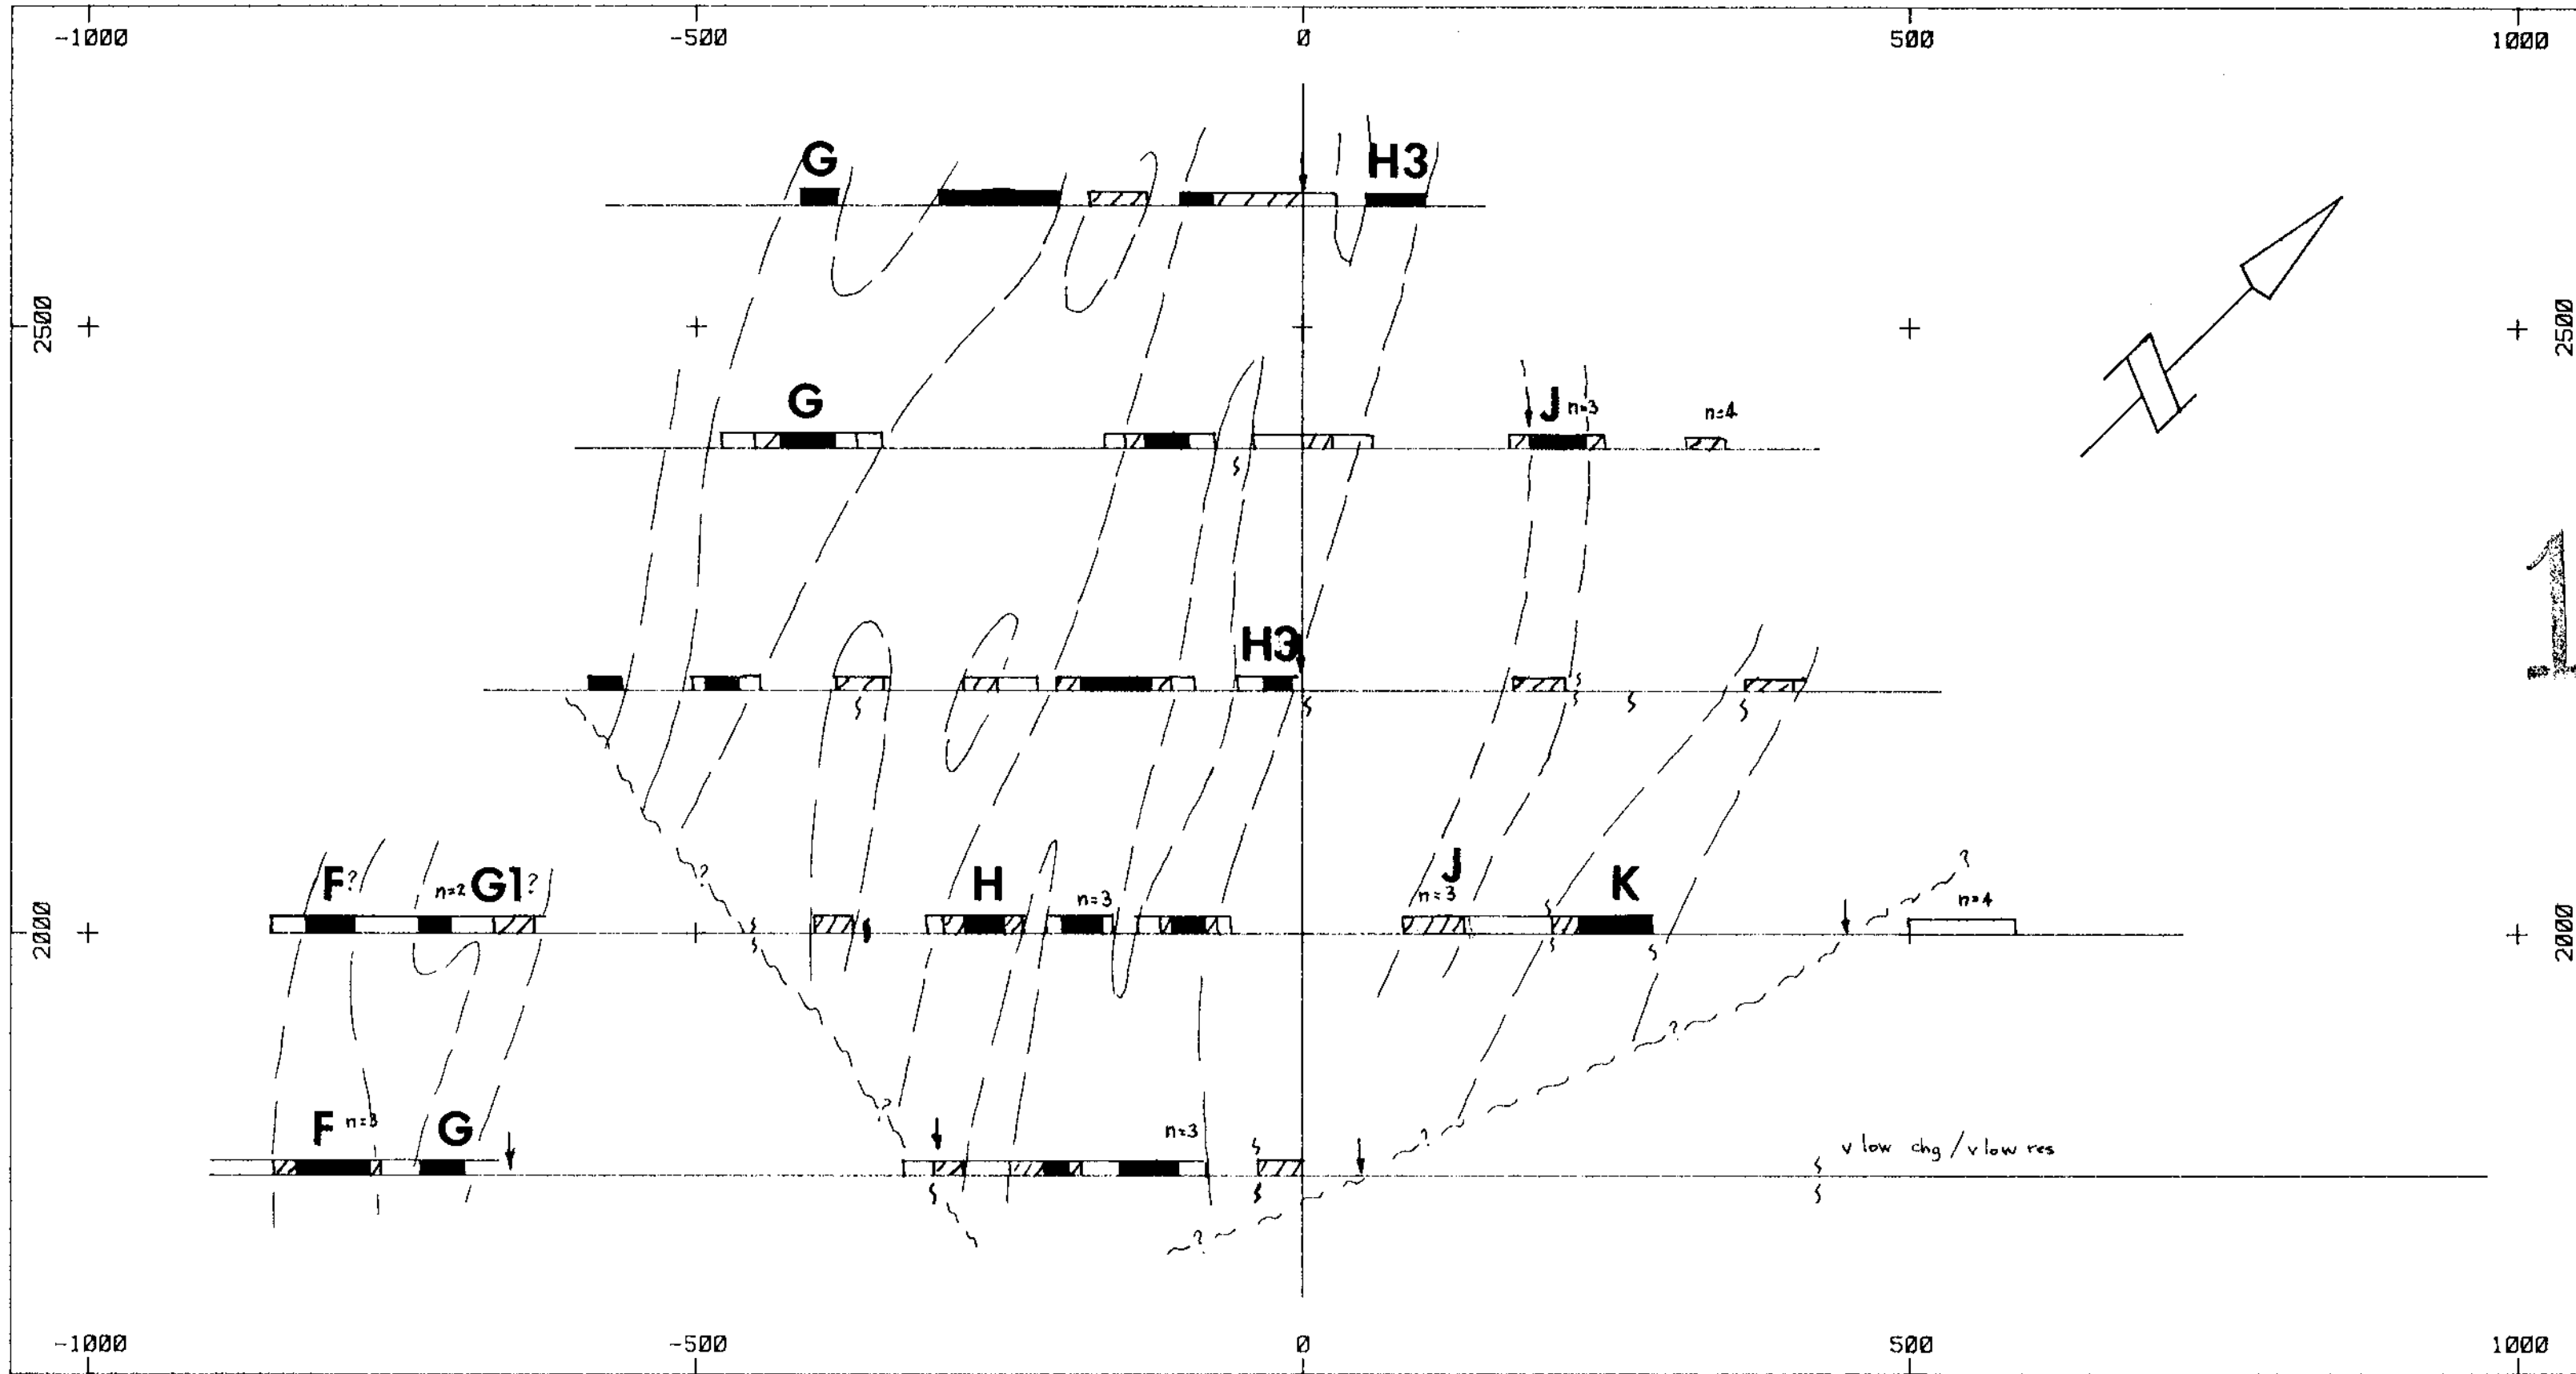 -1000 -500 0 500 1000
G H3
2500 2500
G J n=3 n=4
1
H3
F? n=2 G1? H n=3 n=3 J K n=4
?
?
2000 2000
?
F n=3 G ? n=3 ? v low chg / v low res
?
-1000 -500 0 500 1000
N